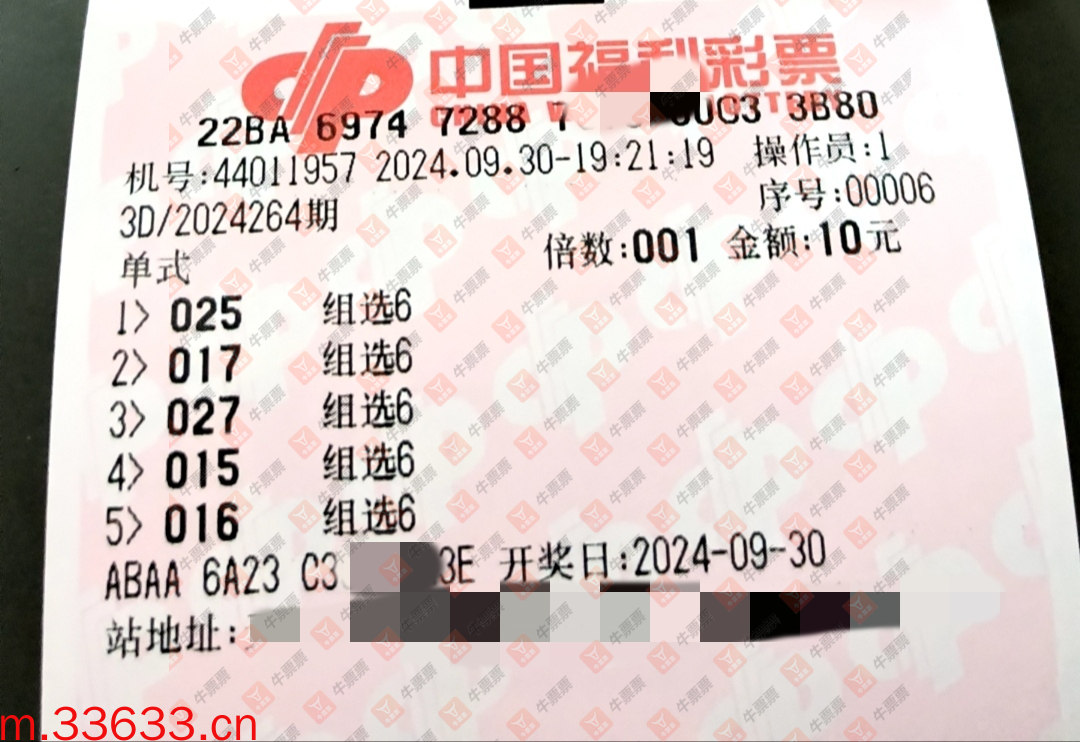 中国福利彩票
22BA 6974 7288 3B80
机号:44011957 2024.09.30-19:21:19 操作员:1
序号:00006
3D/2024264期
单式 倍数:001 金额:10元
1> 025 组选6
2> 017 组选6
3> 027 组选6
4> 015 组选6
5> 016 组选6
ABAA 6A23 开奖日:2024-09-30
站地址:
牛票票
m.33633.cn